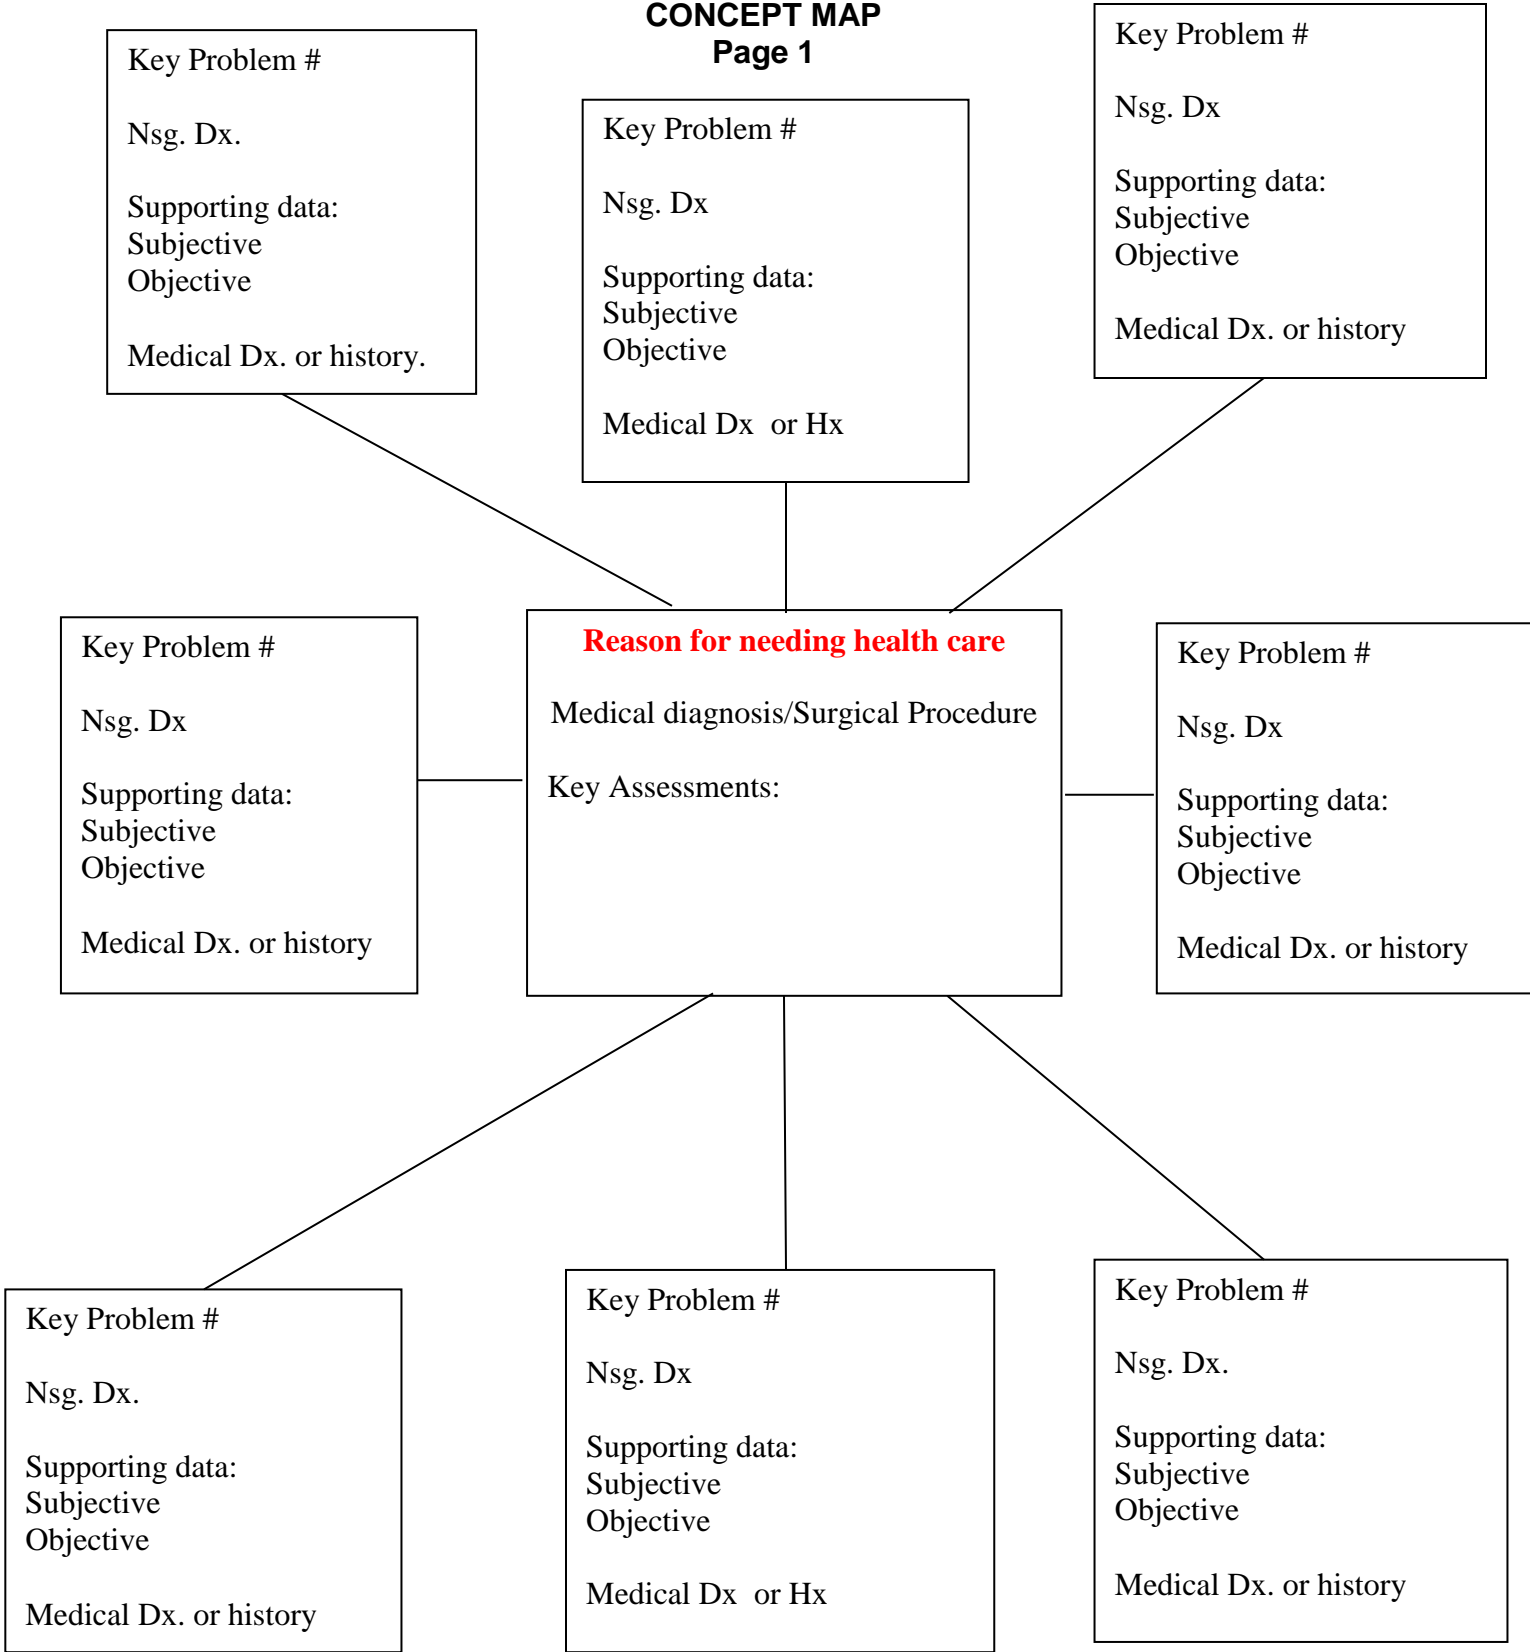 CONCEPT MAP
Page 1
Key Problem #
Nsg. Dx.
Supporting data:
Subjective
Objective
Medical Dx. or history.
Key Problem #
Nsg. Dx
Supporting data:
Subjective
Objective
Medical Dx  or Hx
Key Problem #
Nsg. Dx
Supporting data:
Subjective
Objective
Medical Dx. or history
Key Problem #
Nsg. Dx
Supporting data:
Subjective
Objective
Medical Dx. or history
Reason for needing health care
Medical diagnosis/Surgical Procedure
Key Assessments:
Key Problem #
Nsg. Dx
Supporting data:
Subjective
Objective
Medical Dx. or history
Key Problem #
Nsg. Dx.
Supporting data:
Subjective
Objective
Medical Dx. or history
Key Problem #
Nsg. Dx
Supporting data:
Subjective
Objective
Medical Dx  or Hx
Key Problem #
Nsg. Dx.
Supporting data:
Subjective
Objective
Medical Dx. or history